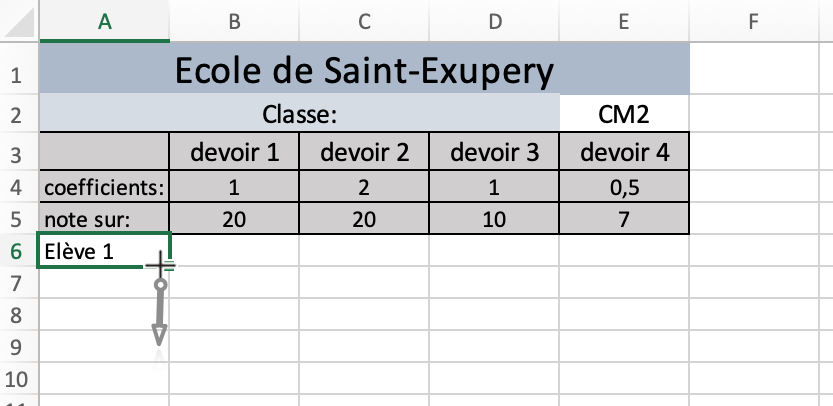 A B C D E F
1 Ecole de Saint-Exupery
2 Classe: CM2
3 devoir 1 devoir 2 devoir 3 devoir 4
4 coefficients: 1 2 1 0,5
5 note sur: 20 20 10 7
6 Elève 1
7
8
9
10
11